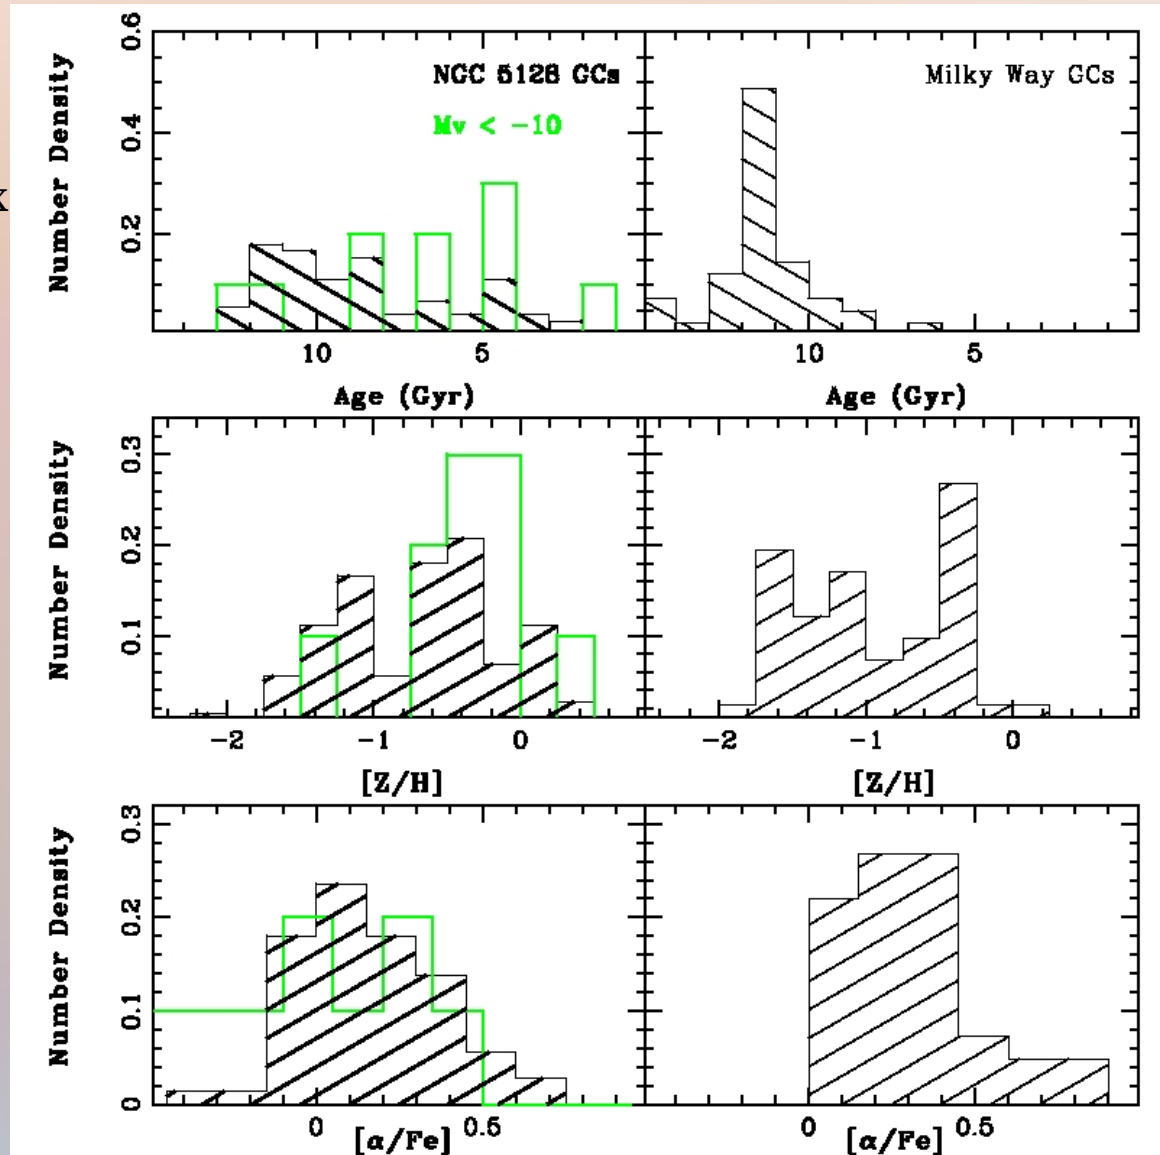 x
NGC 5128 GCs
Mv < -10
Number Density
0.2 0.4 0.6
10 5
Age (Gyr)
Milky Way GCs
10 5
Age (Gyr)
Number Density
0.1 0.2 0.3
-2 -1 0
[Z/H]
-2 -1 0
[Z/H]
Number Density
0 0.1 0.2 0.3
0 0.5
[α/Fe]
0 0.5
[α/Fe]